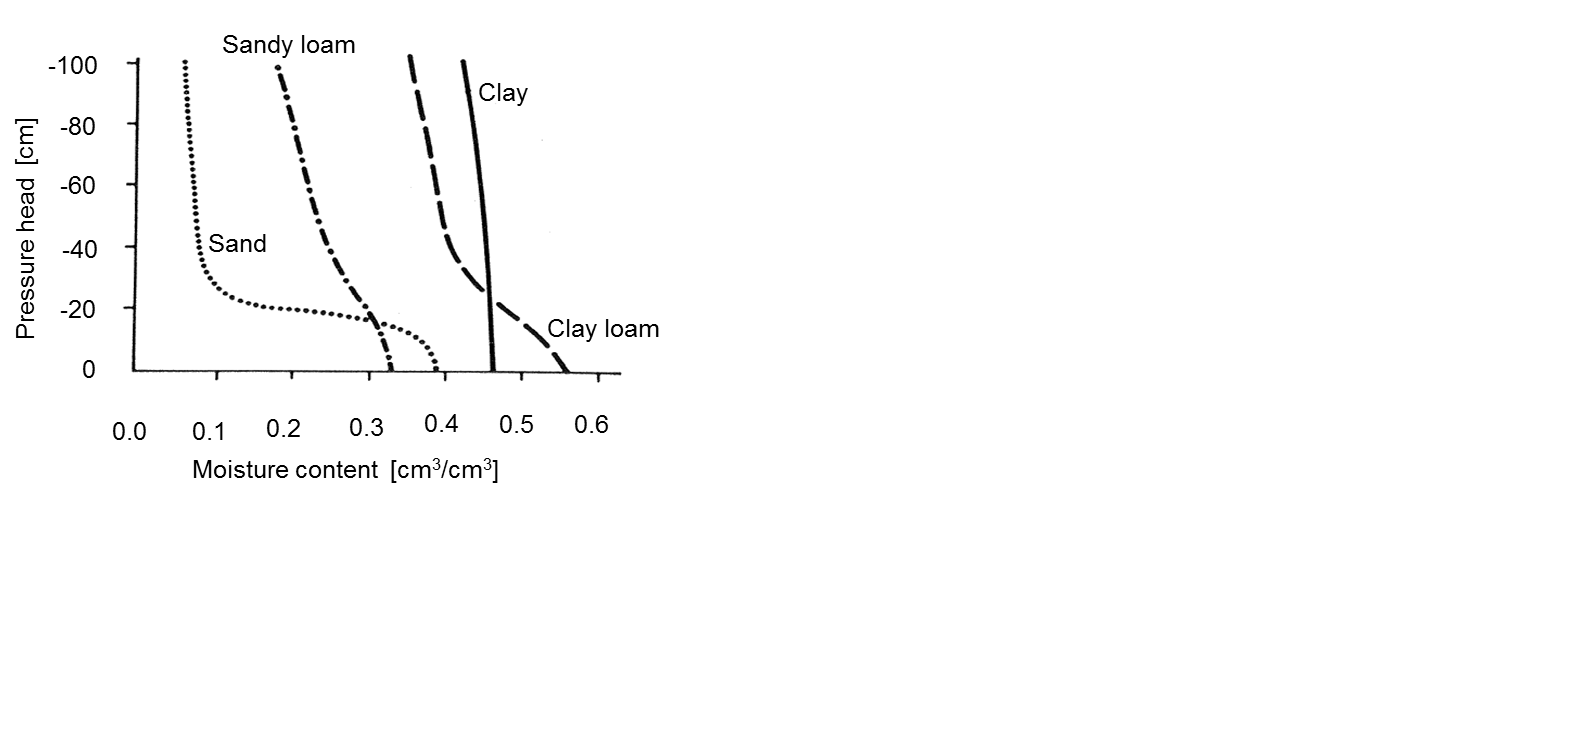 Sandy loam
-100
Clay
-80
-60
Sand
-40
-20
Clay loam
0
Pressure head [cm]
0.0 0.1 0.2 0.3 0.4 0.5 0.6
Moisture content [cm³/cm³]